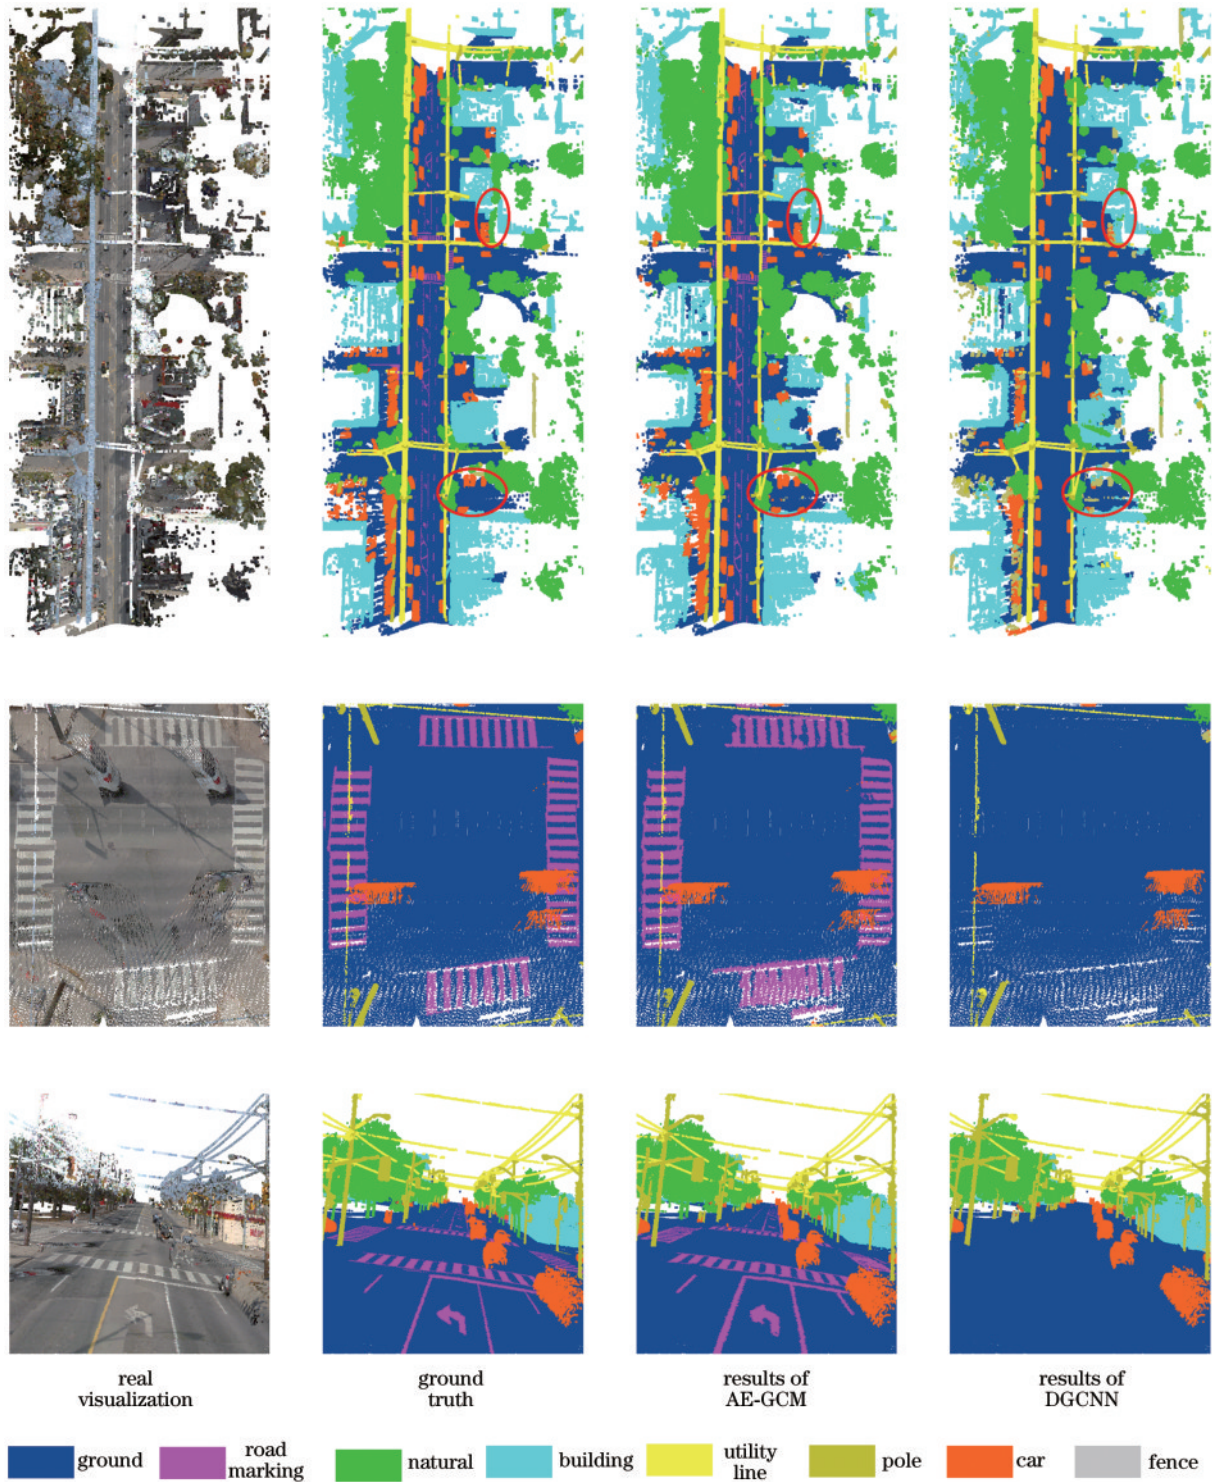 real
visualization
ground
truth
results of
AE-GCM
results of
DGCNN
ground
road
marking
natural
building
utility
line
pole
car
fence